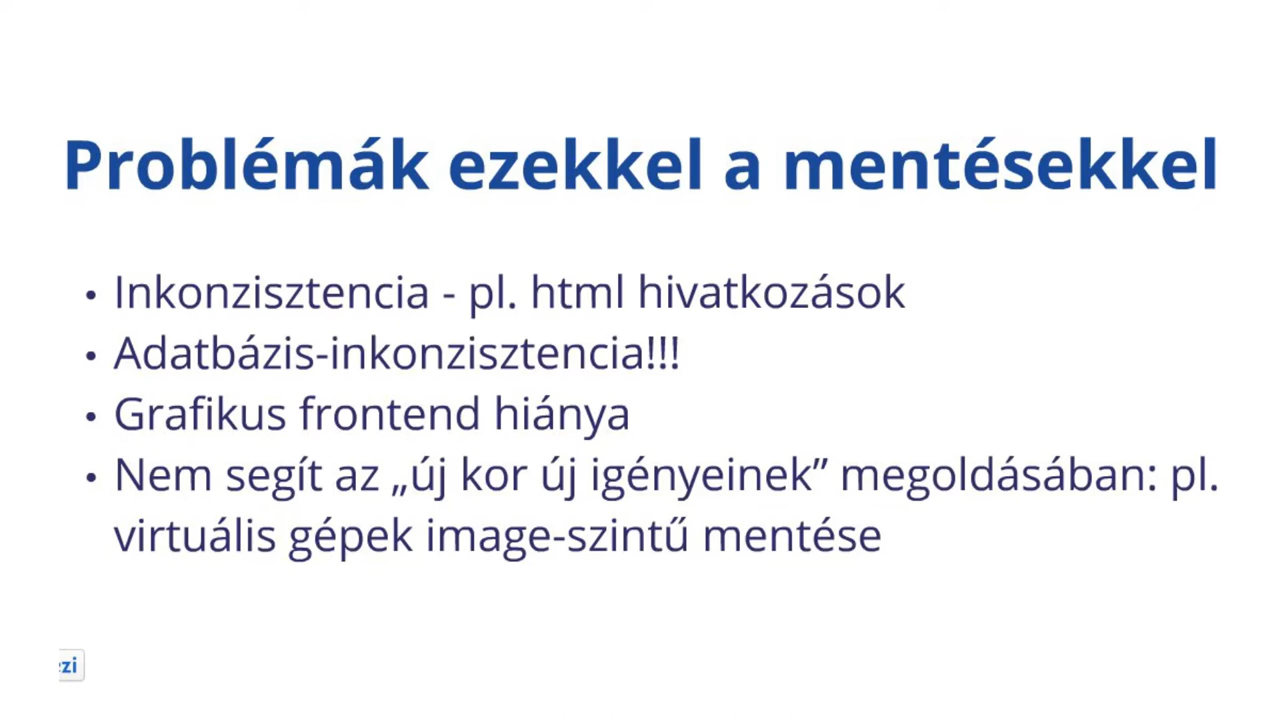 Problémák ezekkel a mentésekkel
• Inkonzisztencia - pl. html hivatkozások
• Adatbázis-inkonzisztencia!!!
• Grafikus frontend hiánya
• Nem segít az „új kor új igényeinek” megoldásában: pl.
virtuális gépek image-szintű mentése